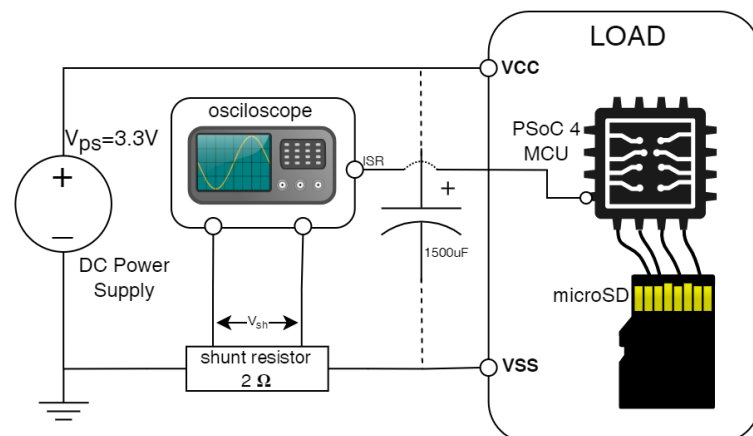 LOAD
VCC
osciloscope
Vps=3.3V
PSoC 4
MCU
ISR
+
+
−
1500uF
DC Power
Supply
microSD
Vsh
shunt resistor
2 Ω
VSS